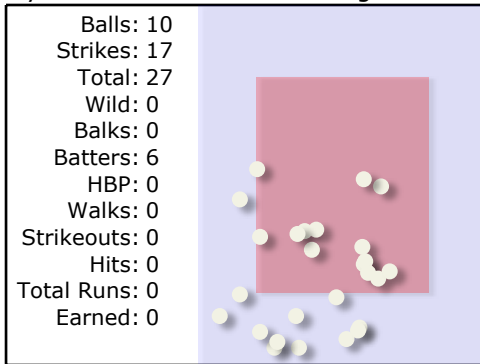 Balls: 10
Strikes: 17
Total: 27
Wild: 0
Balks: 0
Batters: 6
HBP: 0
Walks: 0
Strikeouts: 0
Hits: 0
Total Runs: 0
Earned: 0